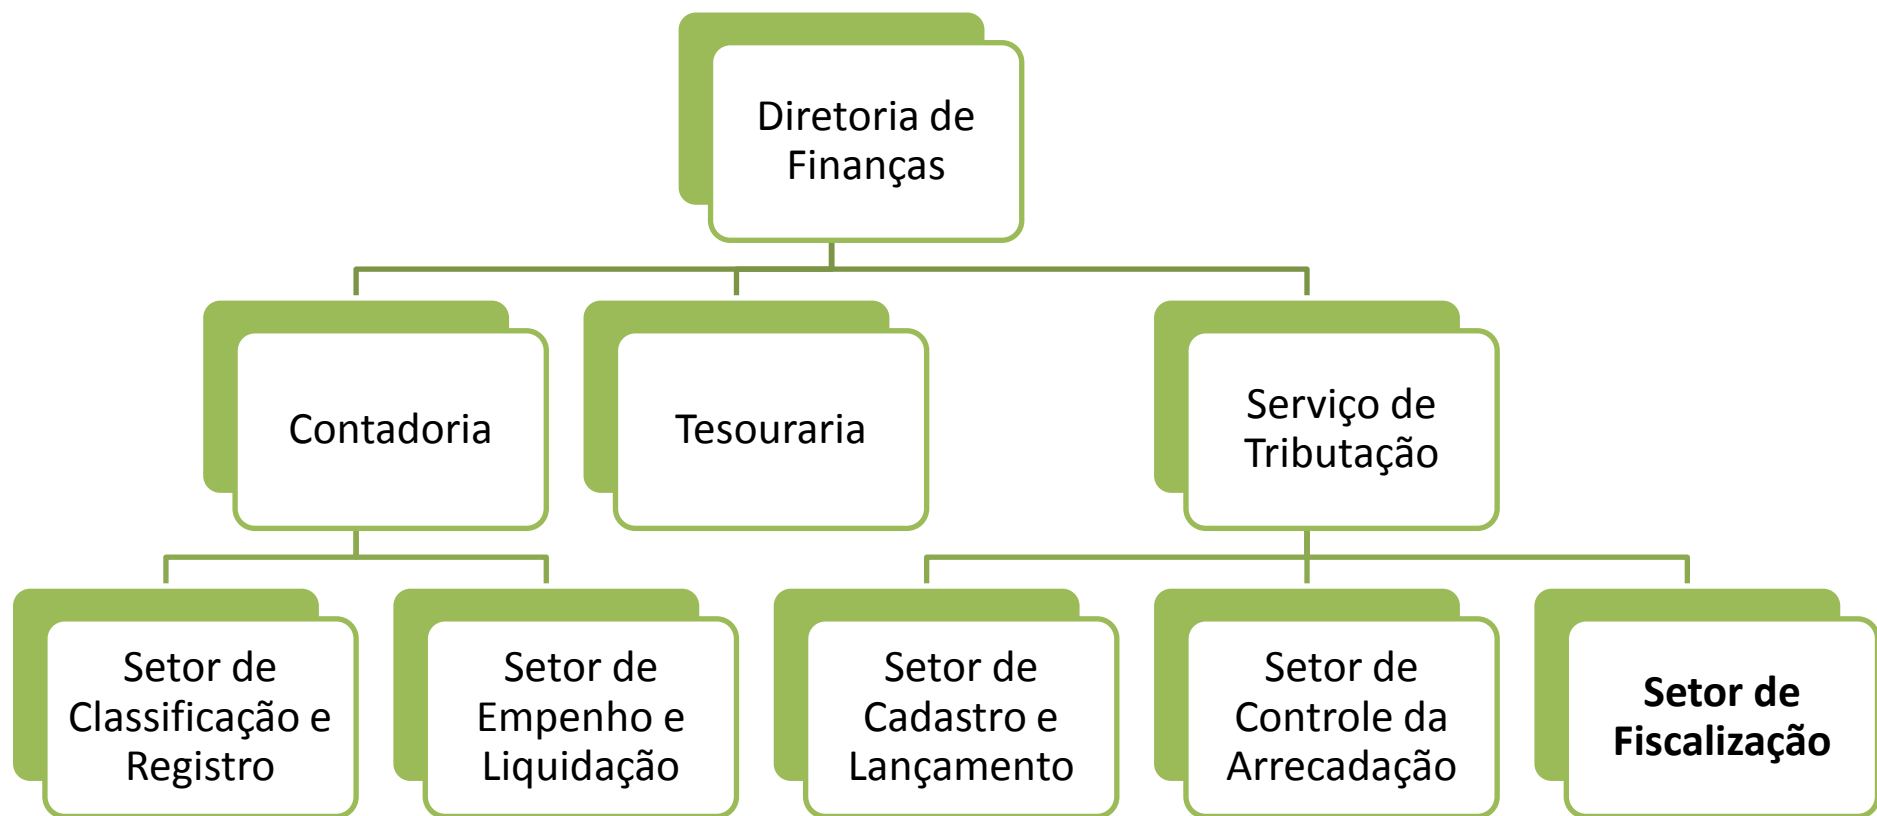 Diretoria de
Finanças
Contadoria
Tesouraria
Serviço de
Tributação
Setor de
Classificação e
Registro
Setor de
Empenho e
Liquidação
Setor de
Cadastro e
Lançamento
Setor de
Controle da
Arrecadação
Setor de
Fiscalização